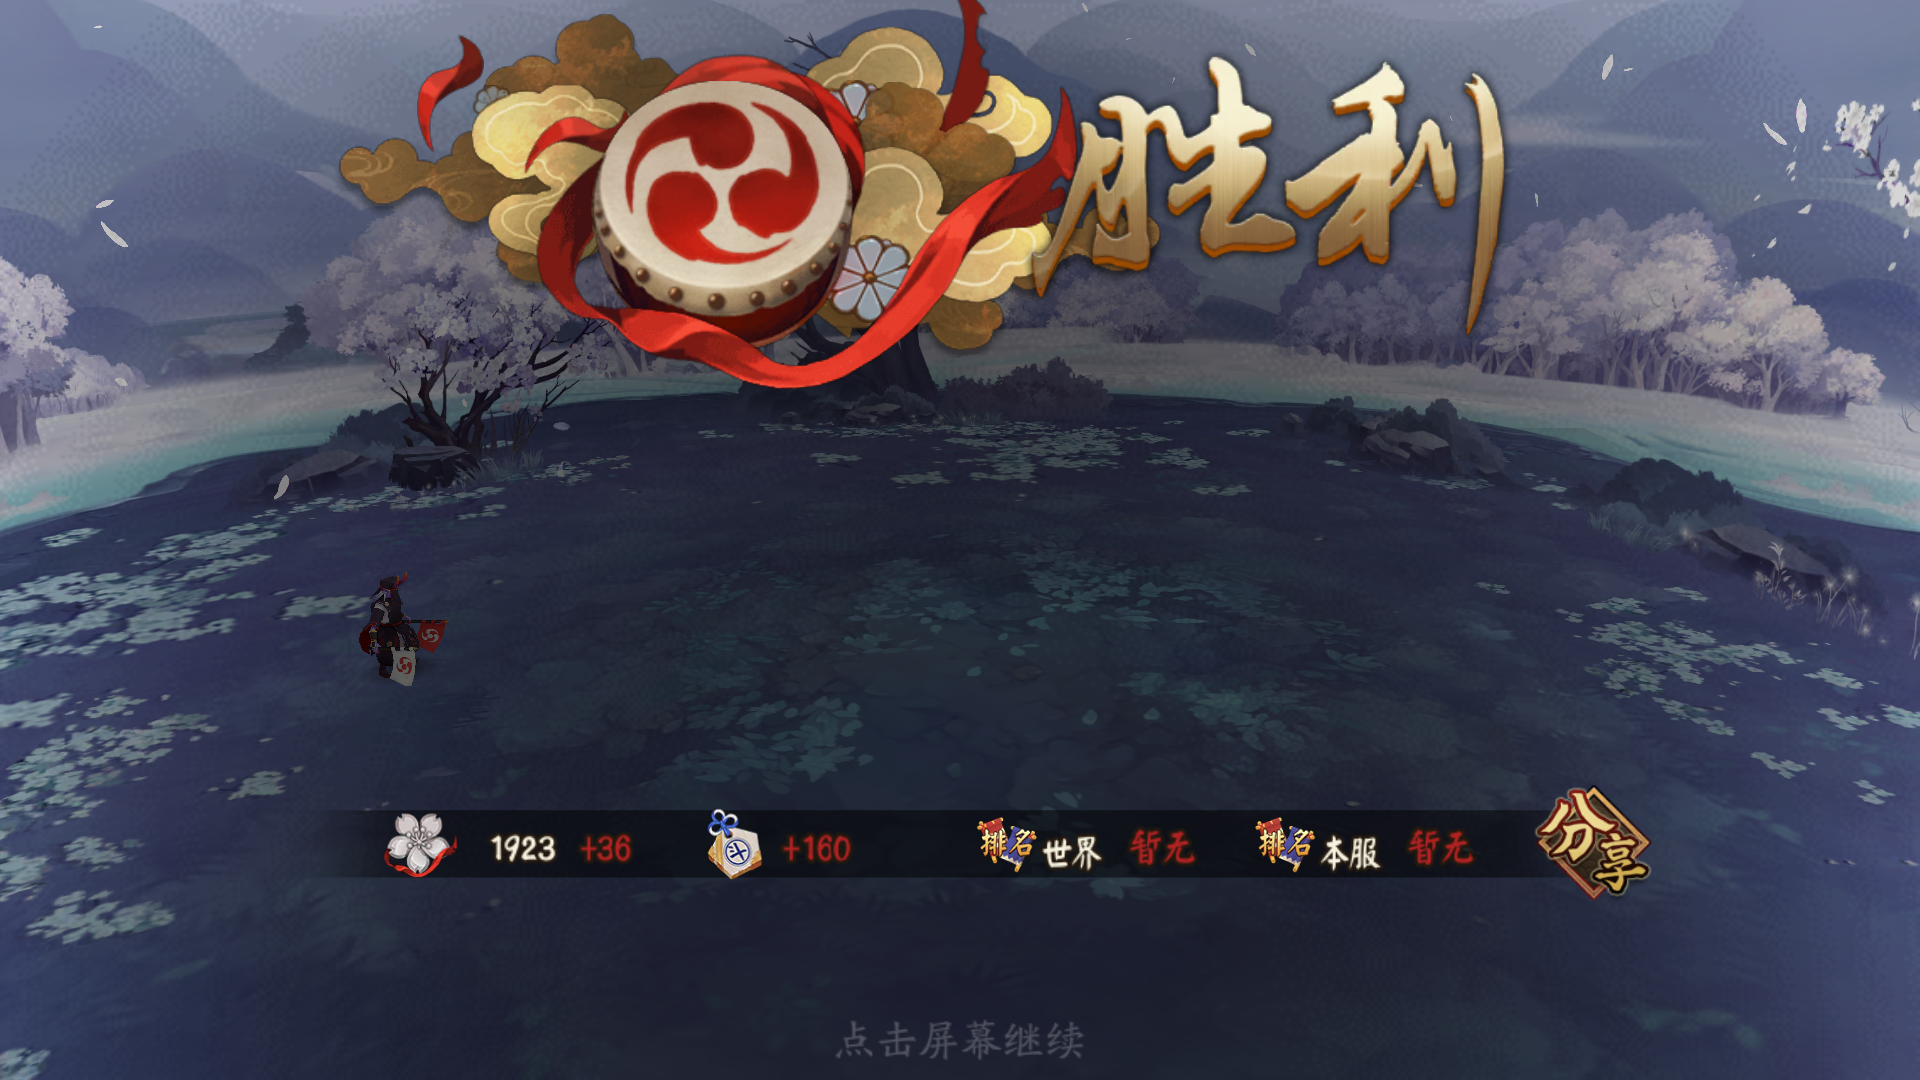 胜利
1923 +36 斗 +160 排名 世界 暂无 排名 本服 暂无 分享
点击屏幕继续